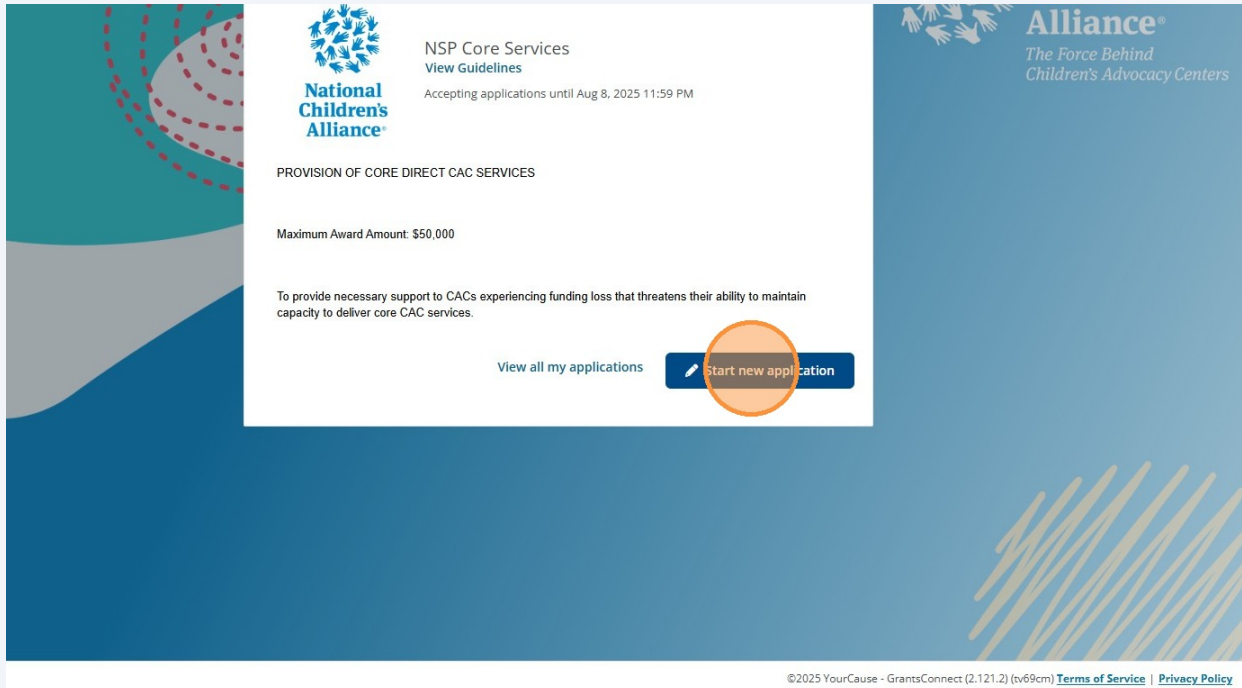 National
Children's
Alliance®
NSP Core Services
View Guidelines
Accepting applications until Aug 8, 2025 11:59 PM
Alliance®
The Force Behind
Children's Advocacy Centers
PROVISION OF CORE DIRECT CAC SERVICES
Maximum Award Amount: $50,000
To provide necessary support to CACs experiencing funding loss that threatens their ability to maintain
capacity to deliver core CAC services.
View all my applications
Start new application
©2025 YourCause - GrantsConnect (2.121.2) (tv69cm) Terms of Service | Privacy Policy